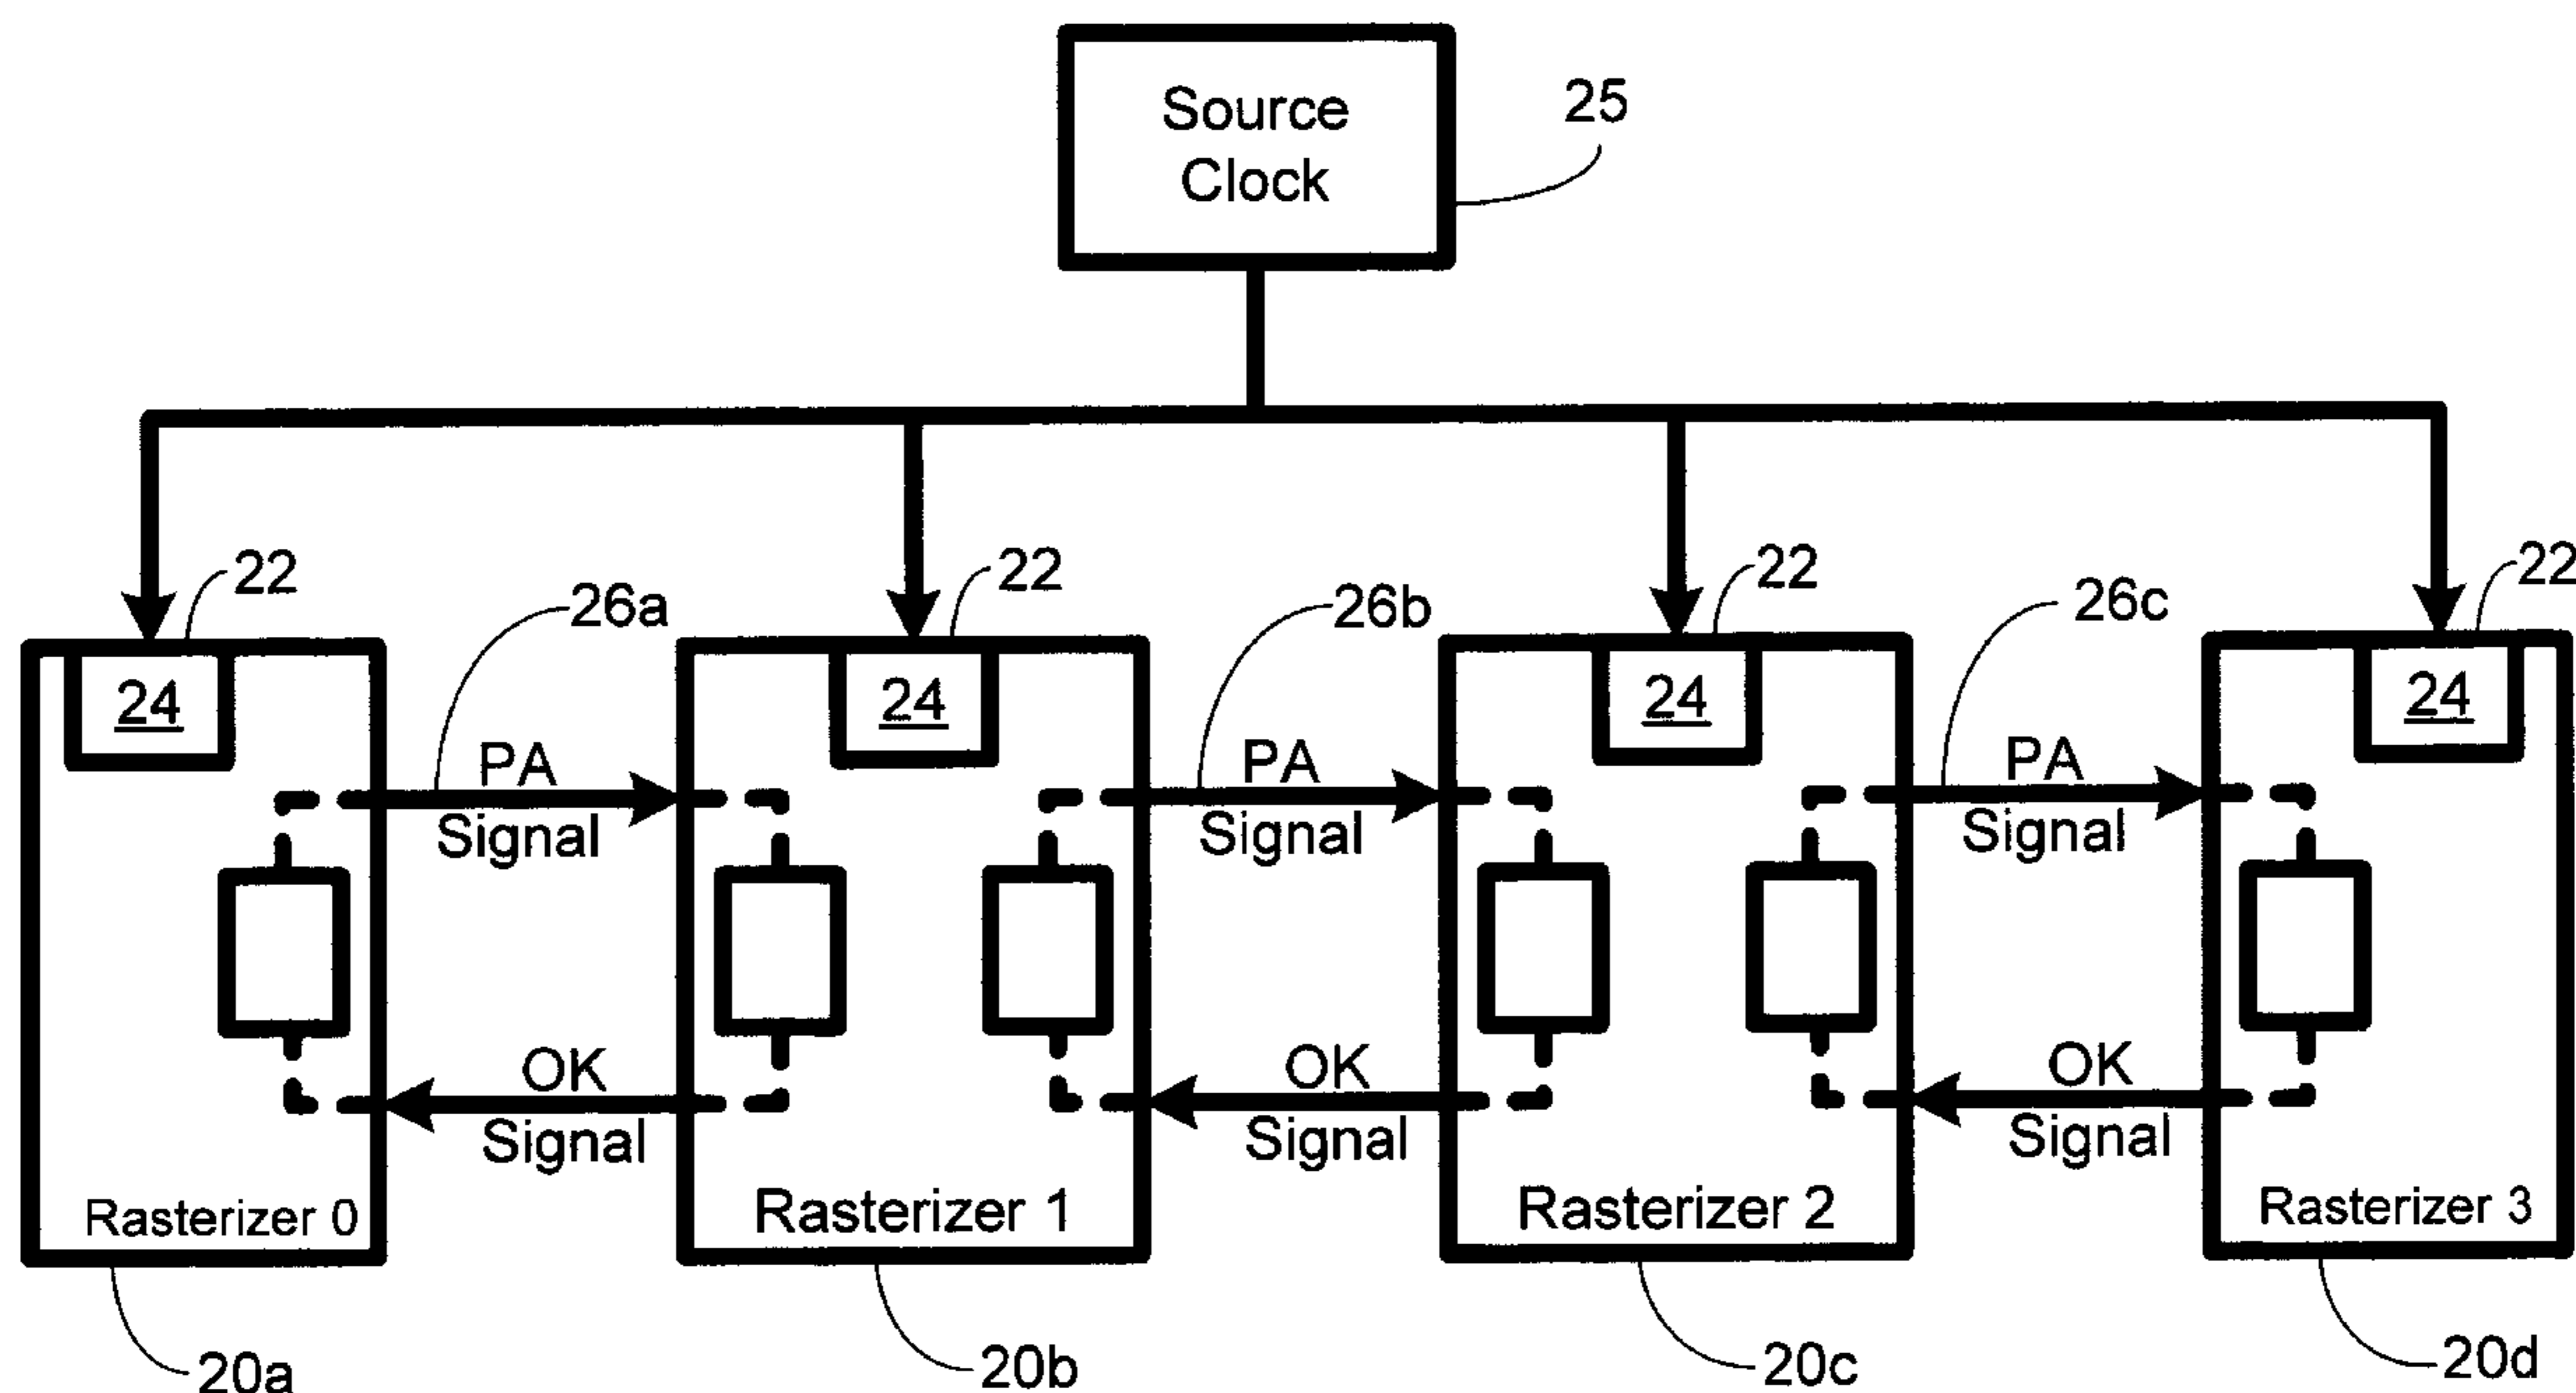 Source
Clock
25
22
26a
22
26b
22
26c
22
24
24
24
24
PA
Signal
PA
Signal
PA
Signal
OK
Signal
OK
Signal
OK
Signal
Rasterizer 0
Rasterizer 1
Rasterizer 2
Rasterizer 3
20a
20b
20c
20d